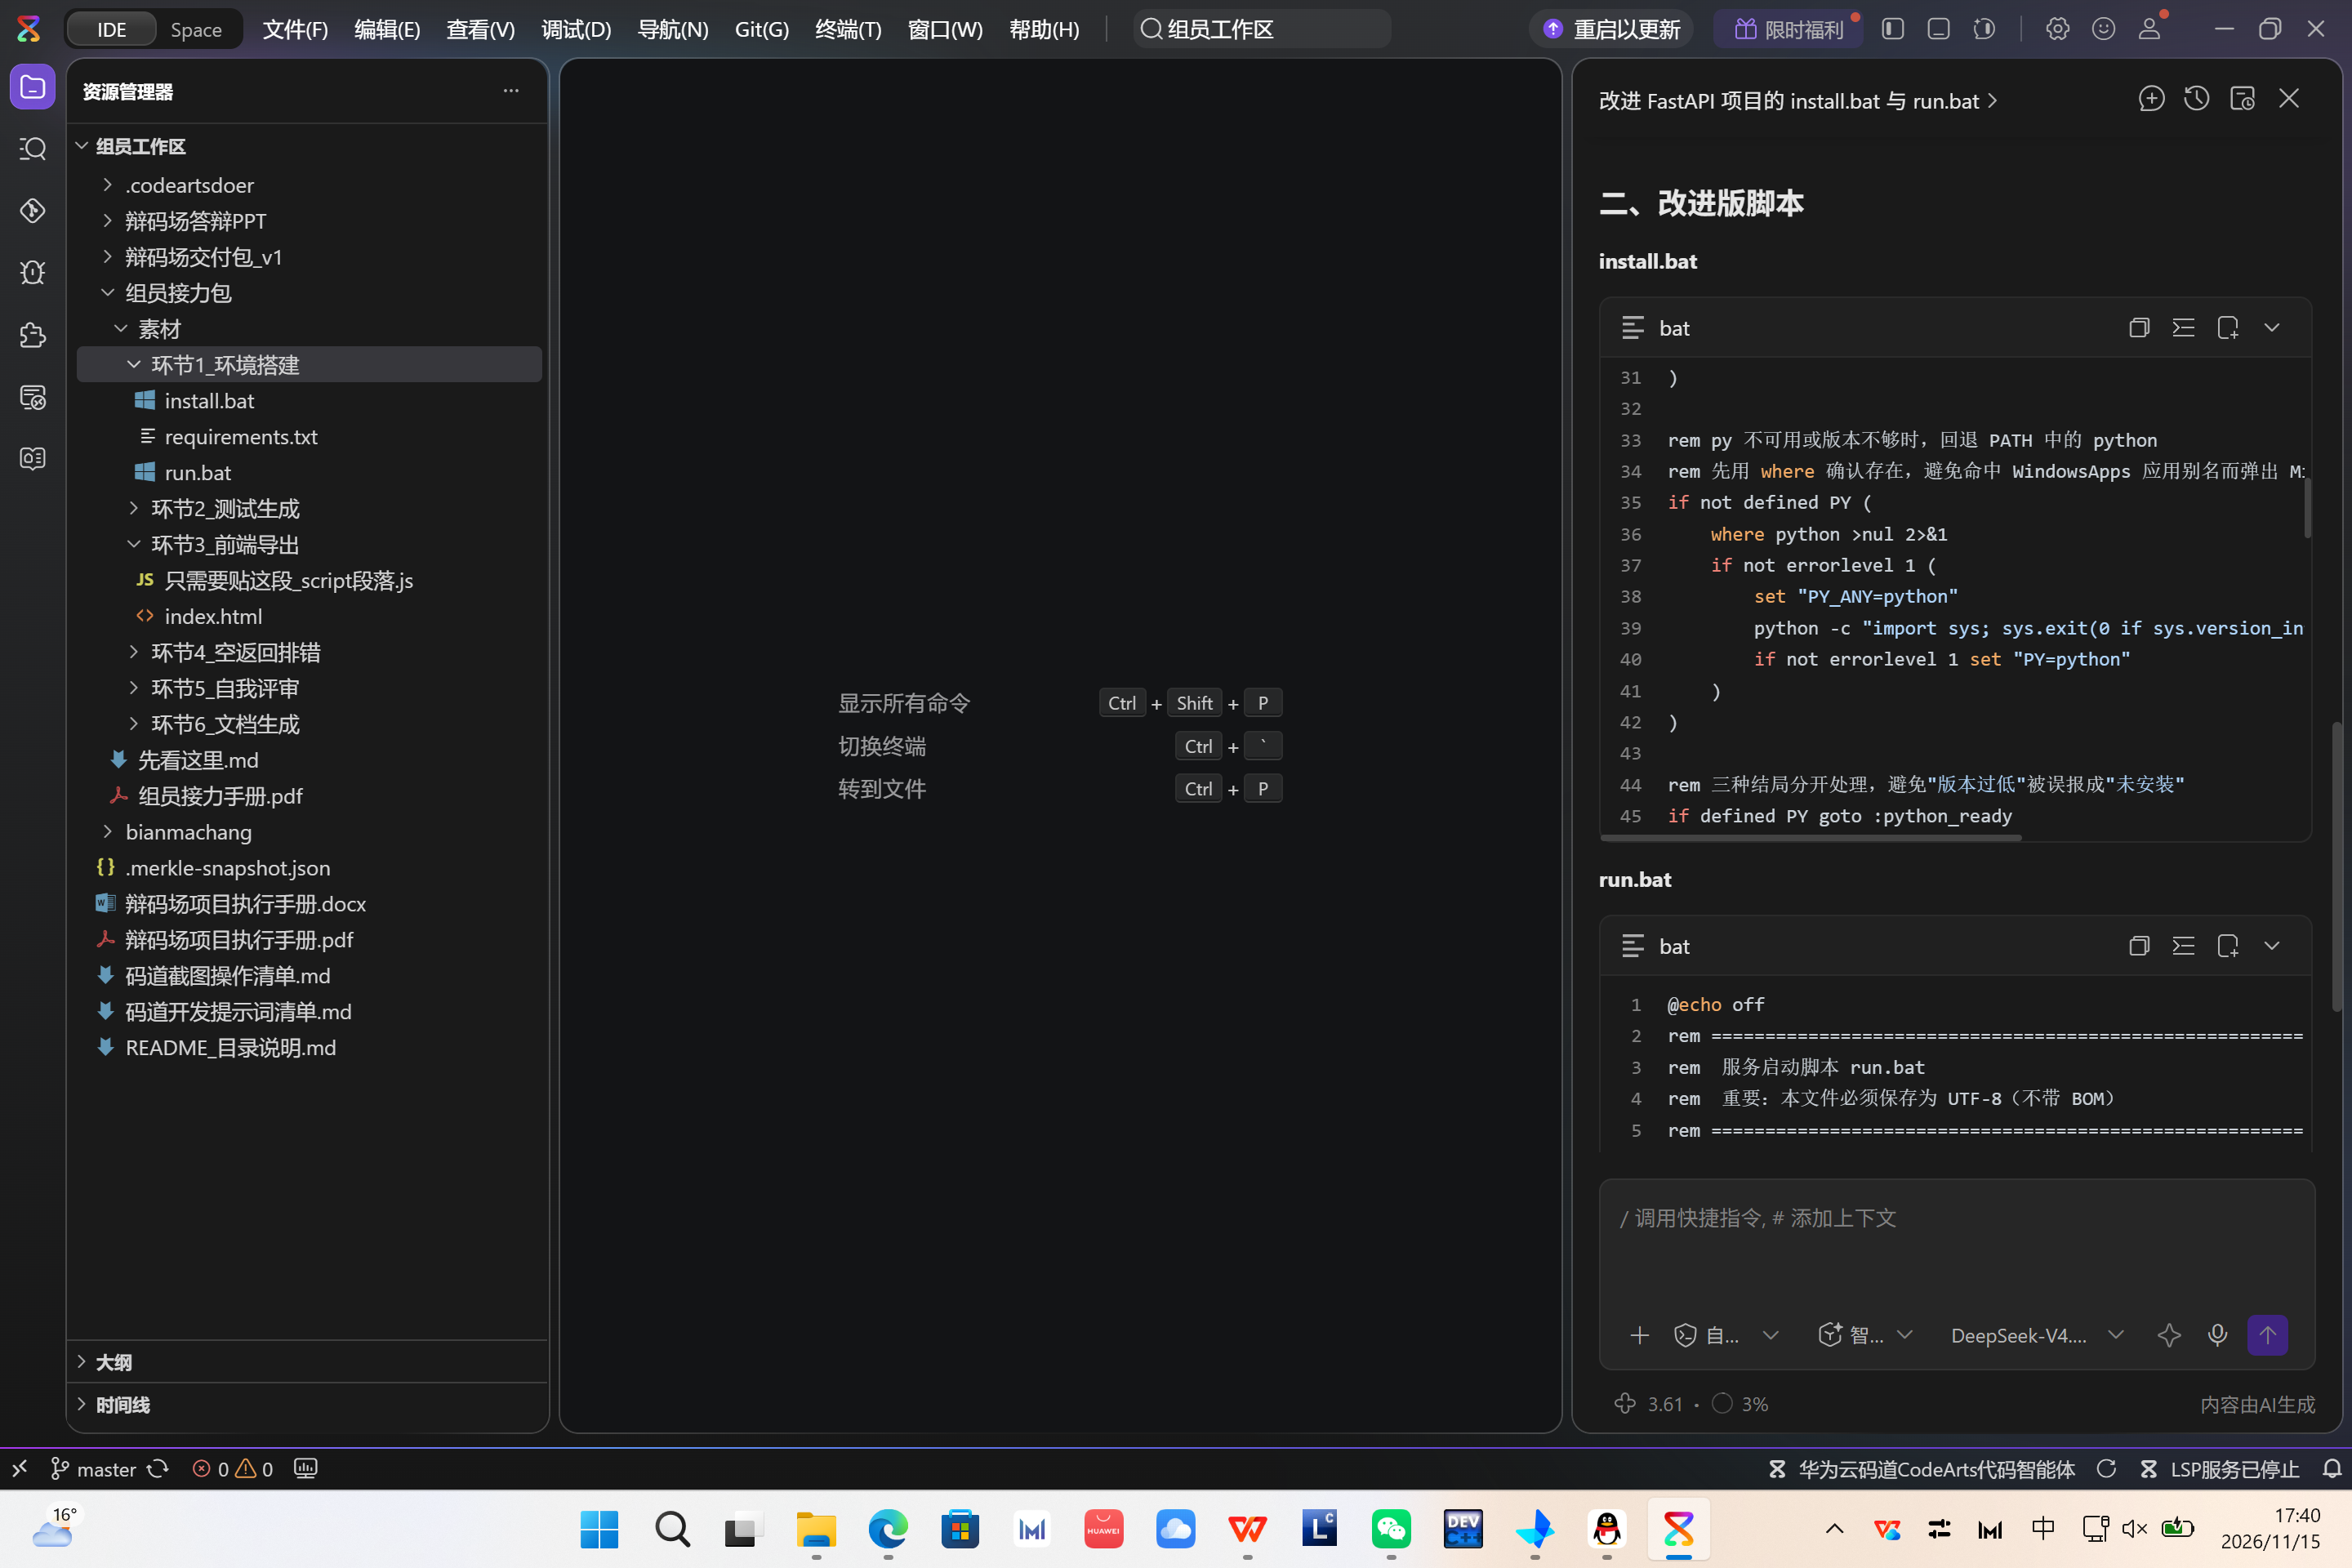 IDE
Space
文件(F)
编辑(E)
查看(V)
调试(D)
导航(N)
Git(G)
终端(T)
窗口(W)
帮助(H)
组员工作区
重启以更新
限时福利
资源管理器
组员工作区
.codeartsdoer
辩码场答辩PPT
辩码场交付包_v1
组员接力包
素材
环节1_环境搭建
install.bat
requirements.txt
run.bat
环节2_测试生成
环节3_前端导出
JS 只需要贴这段_script段落.js
index.html
环节4_空返回排错
环节5_自我评审
环节6_文档生成
先看这里.md
组员接力手册.pdf
bianmachang
{} .merkle-snapshot.json
辩码场项目执行手册.docx
辩码场项目执行手册.pdf
码道截图操作清单.md
码道开发提示词清单.md
README_目录说明.md
大纲
时间线
显示所有命令 Ctrl + Shift + P
切换终端 Ctrl + `
转到文件 Ctrl + P
改进 FastAPI 项目的 install.bat 与 run.bat
二、改进版脚本
install.bat
bat
31 )
32
33 rem py 不可用或版本不够时，回退 PATH 中的 python
34 rem 先用 where 确认存在，避免命中 WindowsApps 应用别名而弹出 Mi
35 if not defined PY (
36 where python >nul 2>&1
37 if not errorlevel 1 (
38 set "PY_ANY=python"
39 python -c "import sys; sys.exit(0 if sys.version_in
40 if not errorlevel 1 set "PY=python"
41 )
42 )
43
44 rem 三种结局分开处理，避免"版本过低"被误报成"未安装"
45 if defined PY goto :python_ready
run.bat
bat
1 @echo off
2 rem =======================================================
3 rem 服务启动脚本 run.bat
4 rem 重要：本文件必须保存为 UTF-8（不带 BOM）
5 rem =======================================================
/ 调用快捷指令, # 添加上下文
自...
智...
DeepSeek-V4....
3.61 · 3%
内容由AI生成
master
0
0
华为云码道CodeArts代码智能体
LSP服务已停止
16°
HUAWEI
LC
DEV C++
中
17:40
2026/11/15